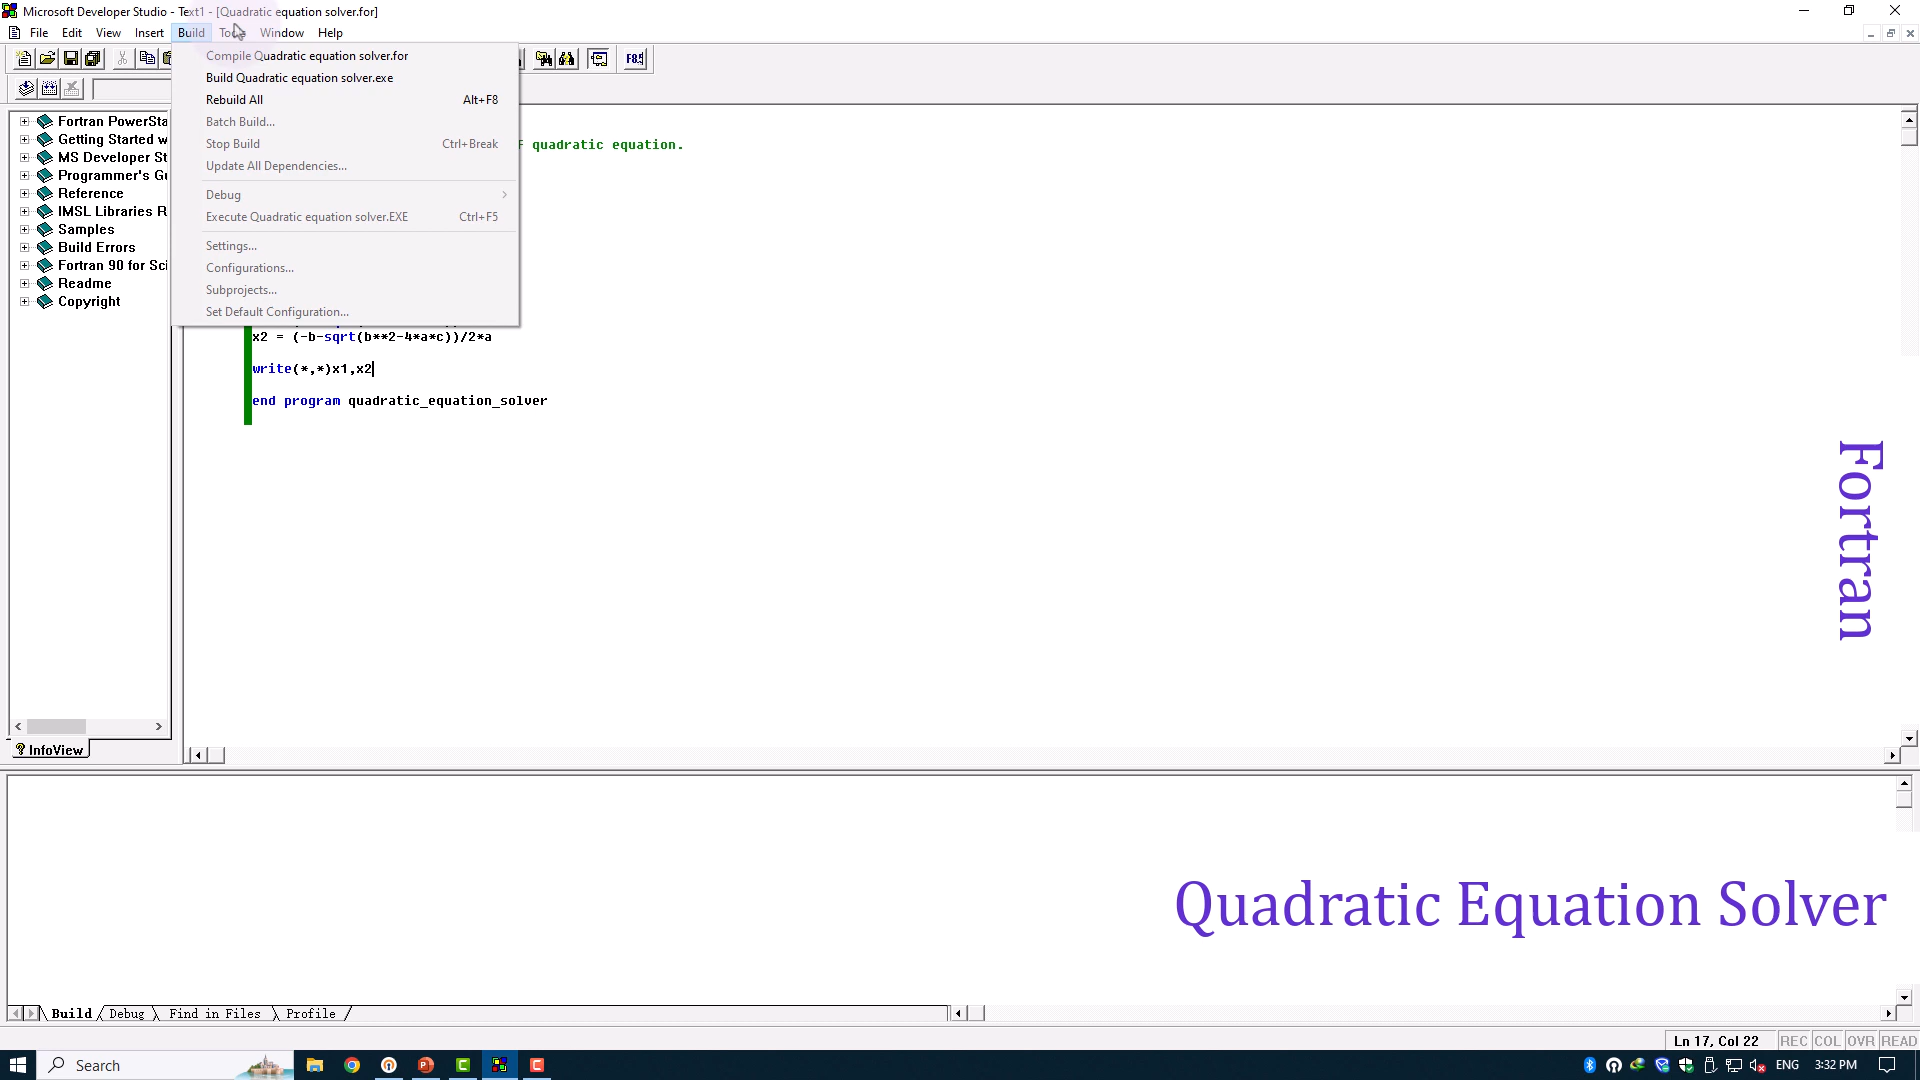 Microsoft Developer Studio - Text1 - [Quadratic equation solver.for]
File Edit View Insert Build Tools Window Help
Compile Quadratic equation solver.for
Build Quadratic equation solver.exe
Rebuild All Alt+F8
Batch Build...
Stop Build Ctrl+Break
Update All Dependencies...
Debug
Execute Quadratic equation solver.EXE Ctrl+F5
Settings...
Configurations...
Subprojects...
Set Default Configuration...
Fortran PowerSta
Getting Started w
MS Developer St
Programmer's Gu
Reference
IMSL Libraries R
Samples
Build Errors
Fortran 90 for Sci
Readme
Copyright
? InfoView
quadratic equation.
x2 = (-b-sqrt(b**2-4*a*c))/2*a
write(*,*)x1,x2
end program quadratic_equation_solver
Fortran
Quadratic Equation Solver
Build Debug Find in Files Profile
Ln 17, Col 22 REC COL OVR READ
Search
ENG 3:32 PM